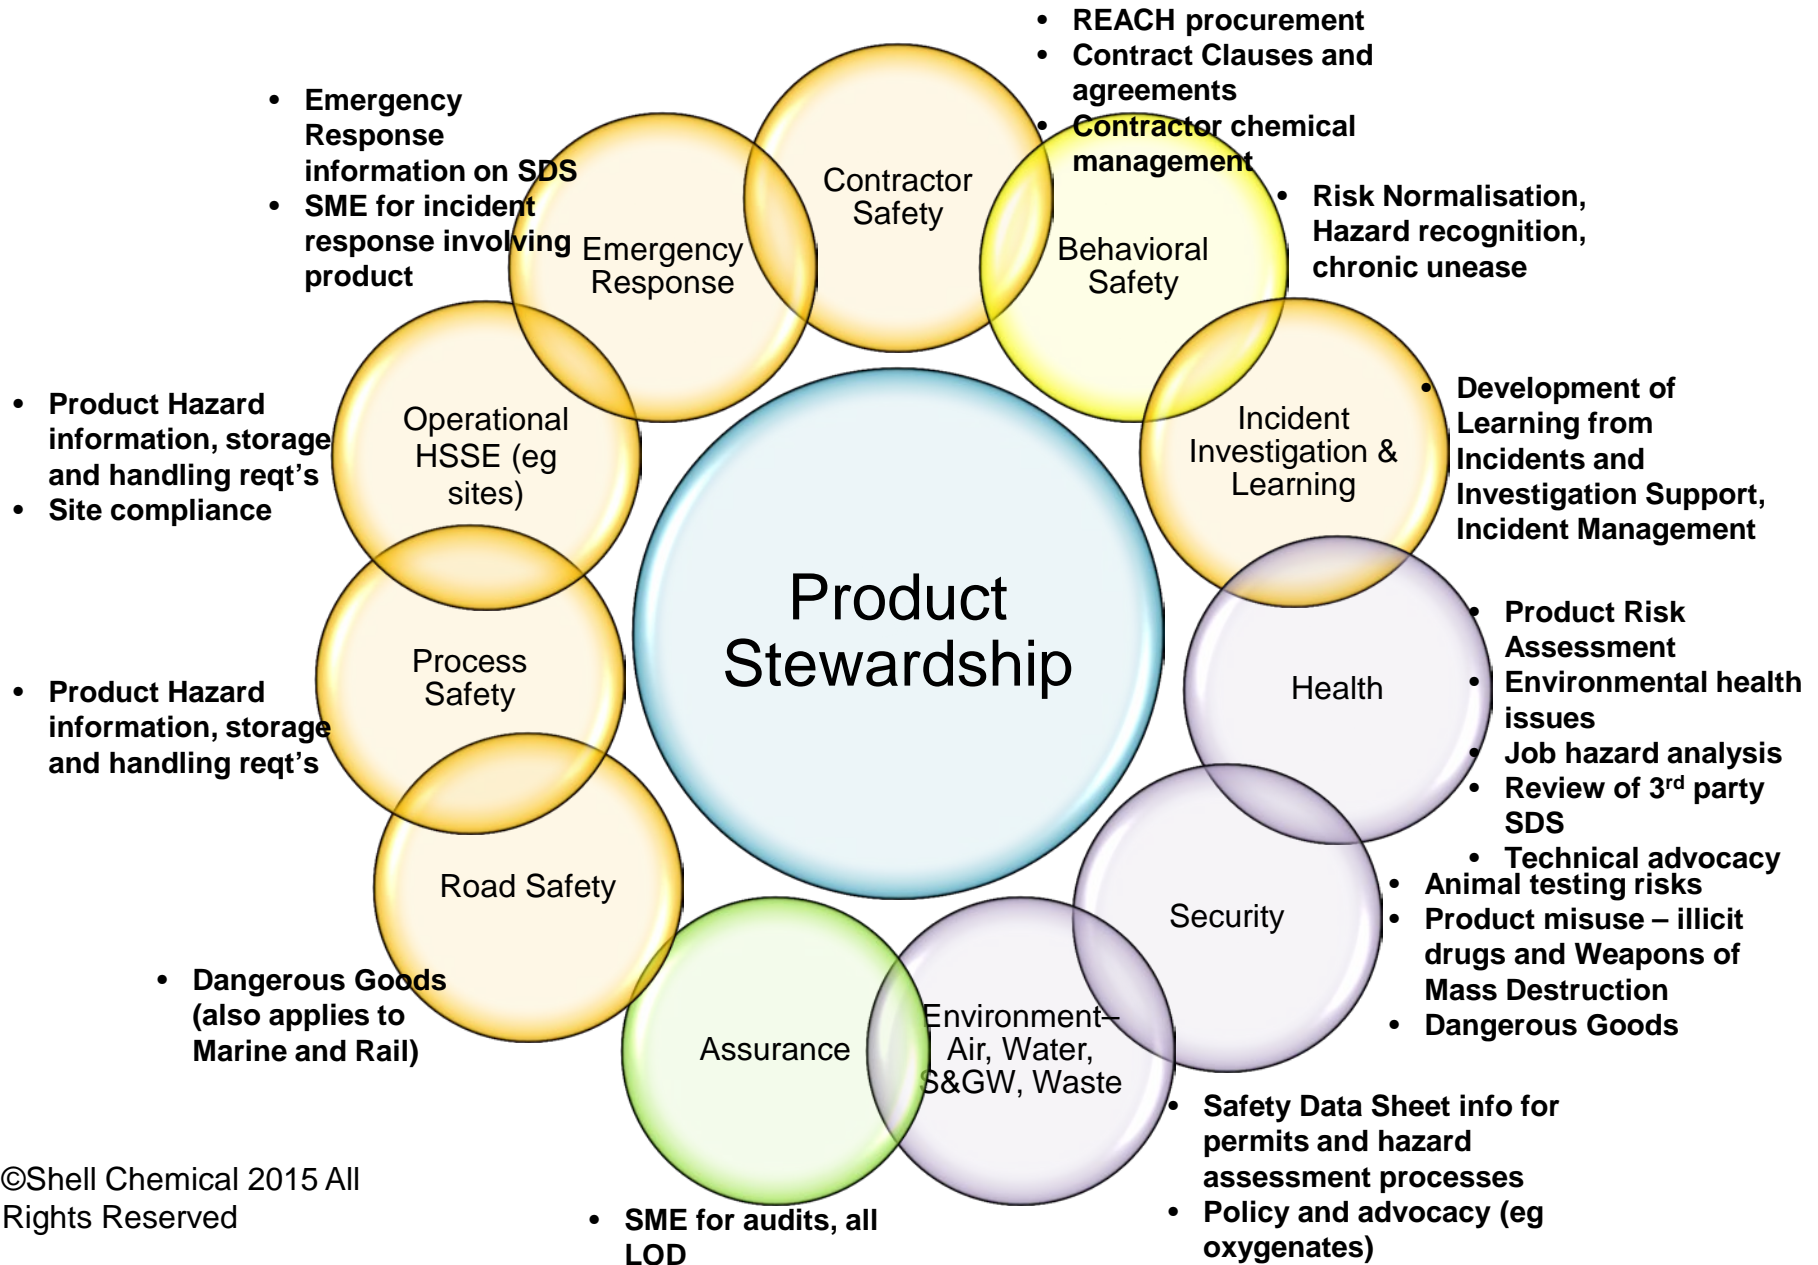 • REACH procurement
• Contract Clauses and
agreements
• Contractor chemical
management
• Emergency
Response
information on SDS
• SME for incident
response involving
product
Contractor
Safety
• Risk Normalisation,
Hazard recognition,
chronic unease
Emergency
Response
Behavioral
Safety
• Product Hazard
information, storage
and handling reqt's
• Site compliance
Operational
HSSE (eg
sites)
Incident
Investigation &
Learning
• Development of
Learning from
Incidents and
Investigation Support,
Incident Management
Product
Stewardship
• Product Hazard
information, storage
and handling reqt's
Process
Safety
Health
• Product Risk
Assessment
• Environmental health
issues
• Job hazard analysis
• Review of 3rd party
SDS
• Technical advocacy
Road Safety
Security
• Animal testing risks
• Product misuse – illicit
drugs and Weapons of
Mass Destruction
• Dangerous Goods
• Dangerous Goods
(also applies to
Marine and Rail)
Assurance
Environment–
Air, Water,
S&GW, Waste
• Safety Data Sheet info for
permits and hazard
assessment processes
• Policy and advocacy (eg
oxygenates)
• SME for audits, all
LOD
©Shell Chemical 2015 All
Rights Reserved